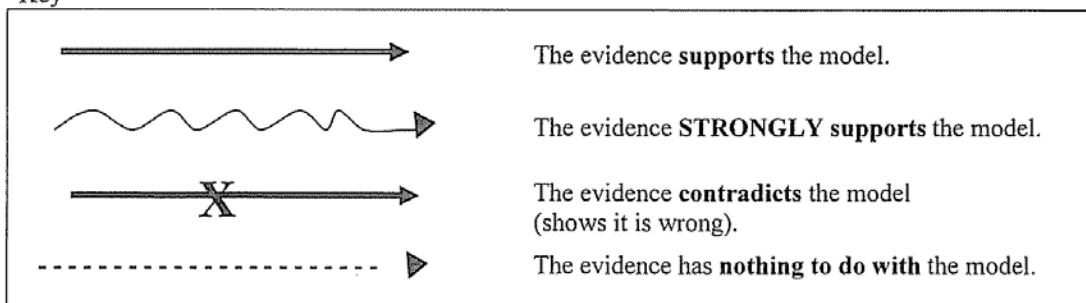 Key
The evidence supports the model.
The evidence STRONGLY supports the model.
X
The evidence contradicts the model
(shows it is wrong).
The evidence has nothing to do with the model.